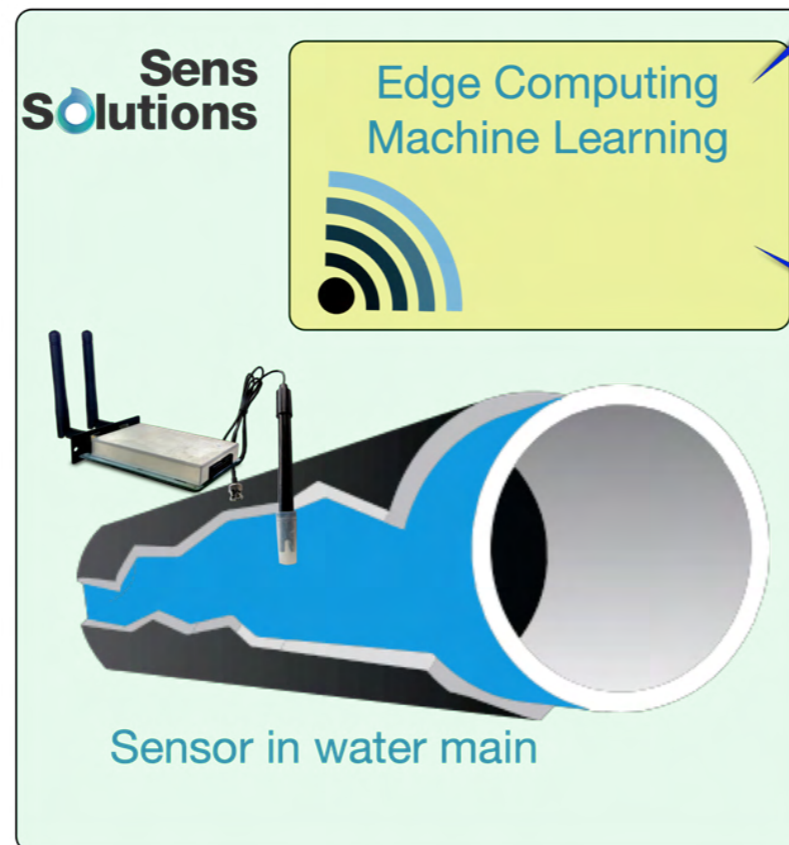 Sens
Solutions
Edge Computing
Machine Learning
Sensor in water main